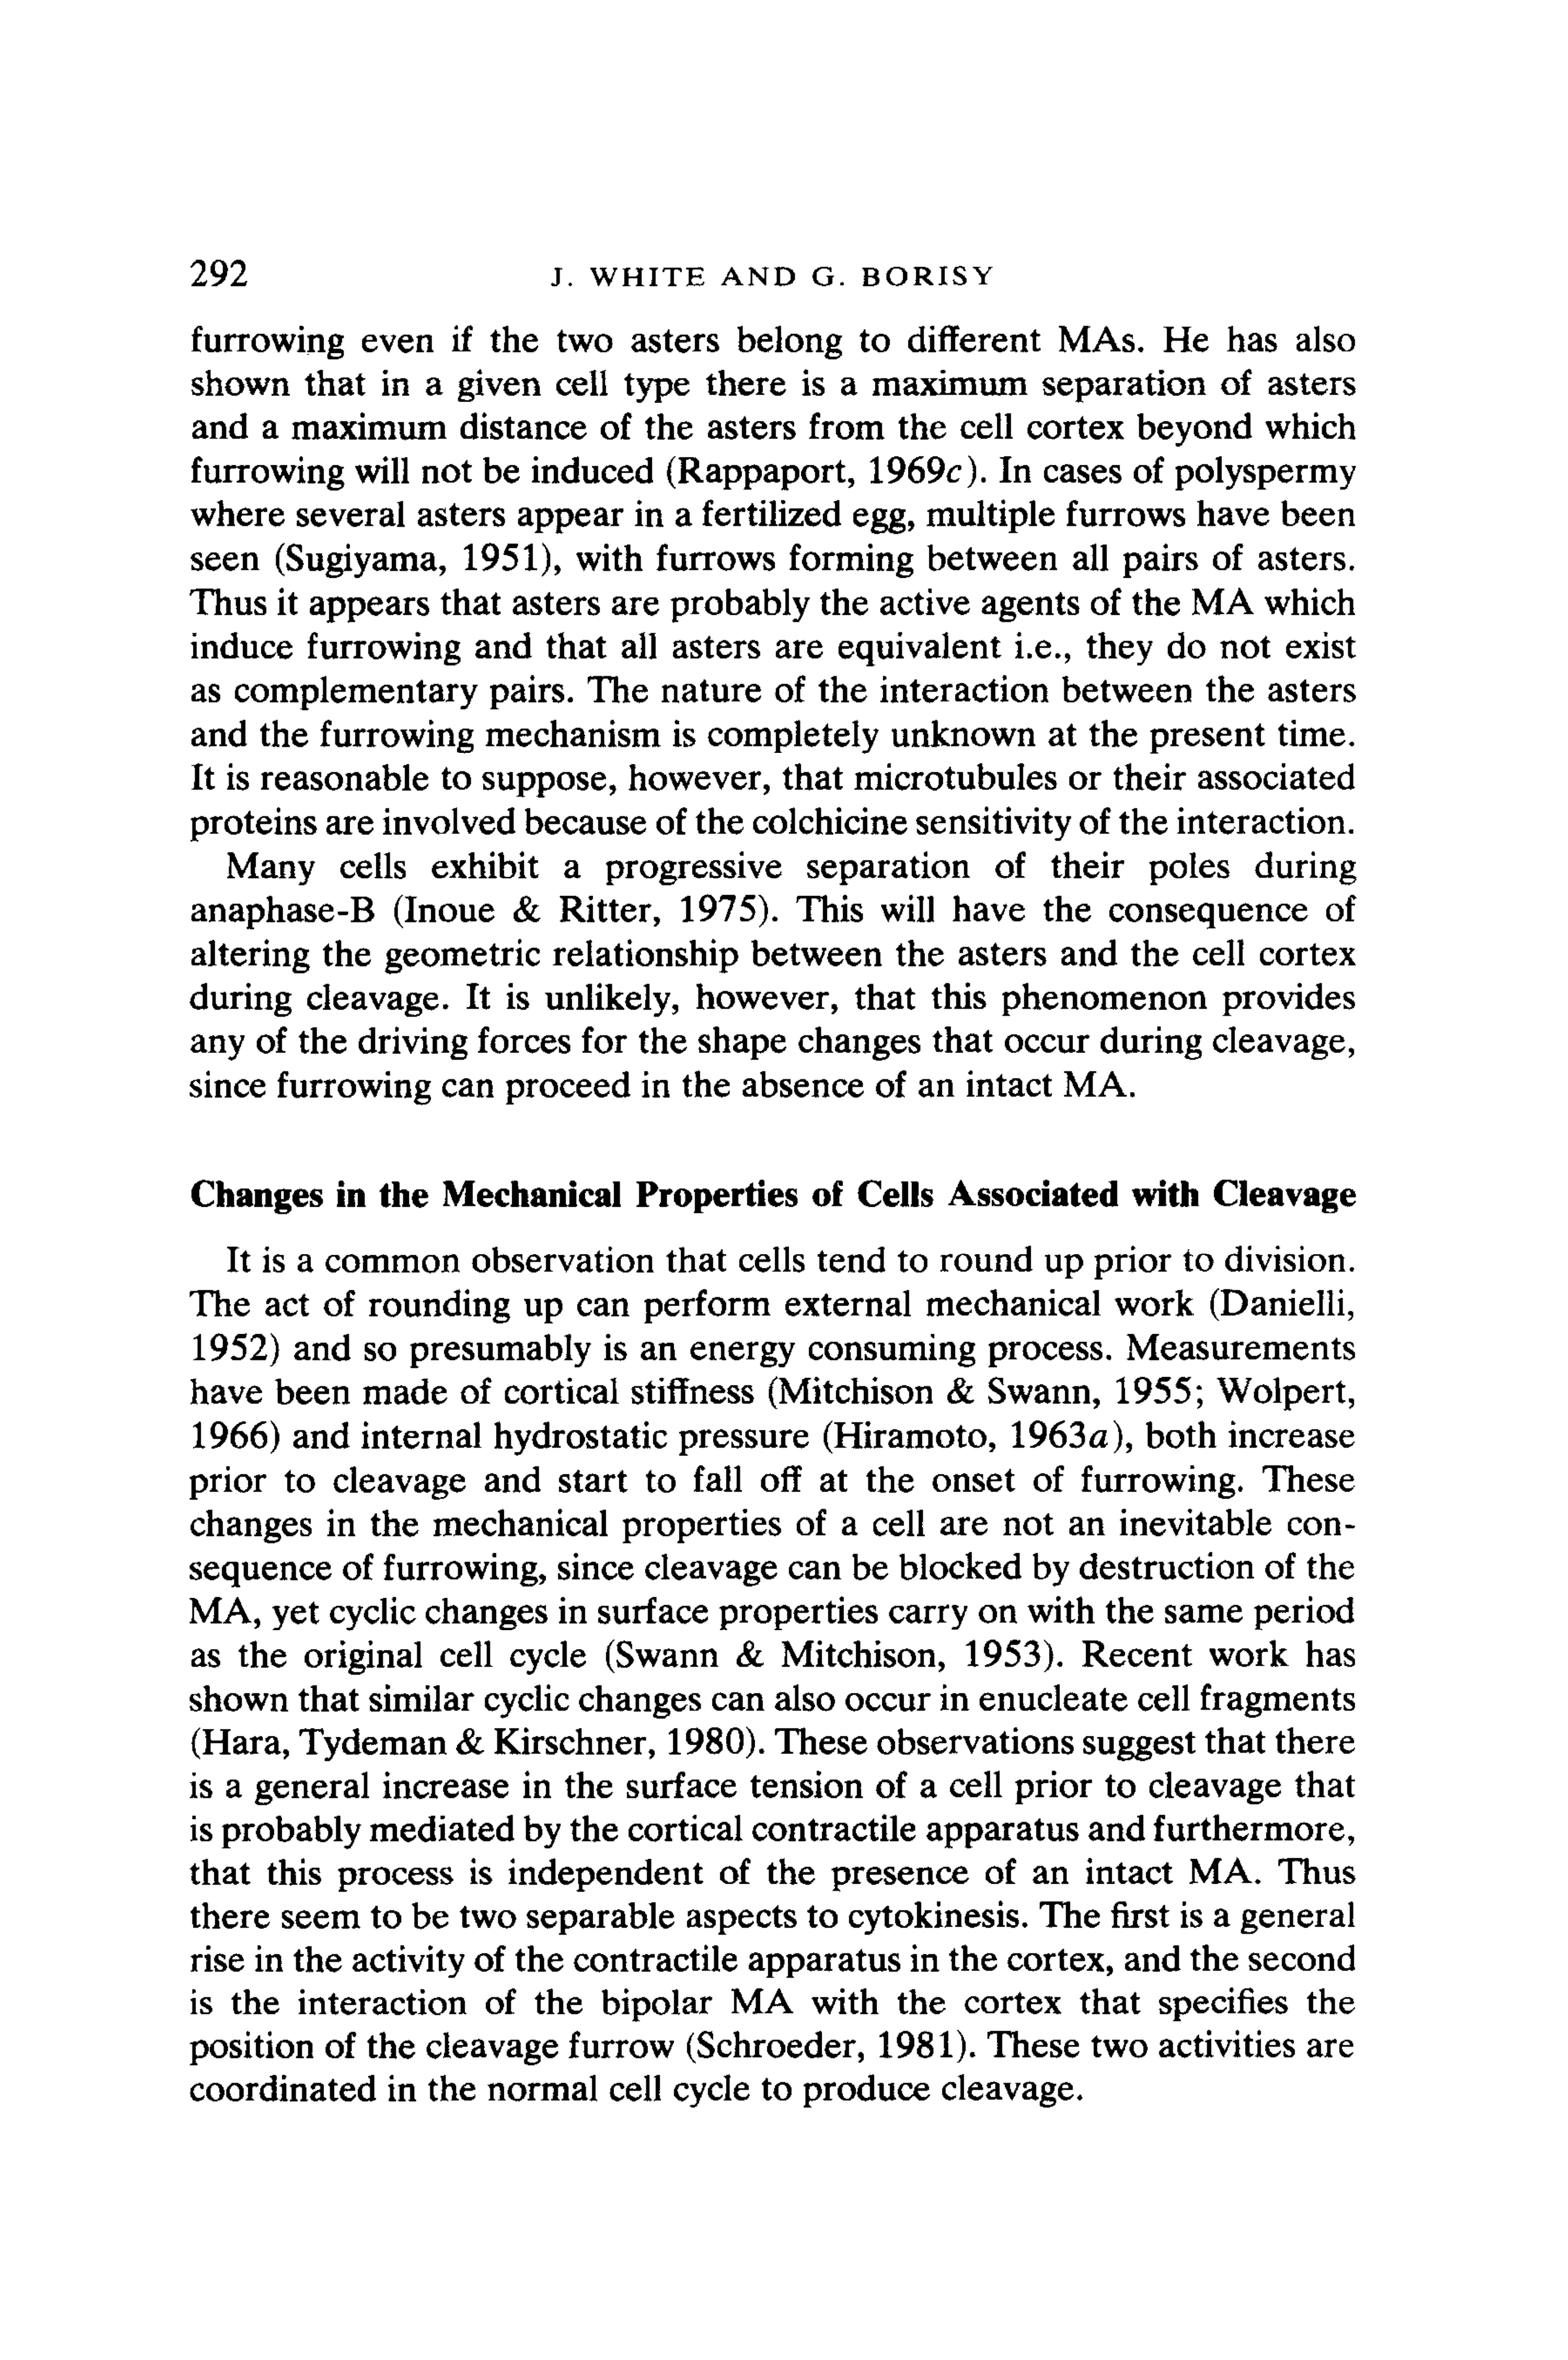 292
J. WHITE AND G. BORISY
furrowing even if the two asters belong to different MAs. He has also
shown that in a given cell type there is a maximum separation of asters
and a maximum distance of the asters from the cell cortex beyond which
furrowing will not be induced (Rappaport, 1969c). In cases of polyspermy
where several asters appear in a fertilized egg, multiple furrows have been
seen (Sugiyama, 1951), with furrows forming between all pairs of asters.
Thus it appears that asters are probably the active agents of the MA which
induce furrowing and that all asters are equivalent i.e., they do not exist
as complementary pairs. The nature of the interaction between the asters
and the furrowing mechanism is completely unknown at the present time.
It is reasonable to suppose, however, that microtubules or their associated
proteins are involved because of the colchicine sensitivity of the interaction.
Many cells exhibit a progressive separation of their poles during
anaphase-B (Inoue & Ritter, 1975). This will have the consequence of
altering the geometric relationship between the asters and the cell cortex
during cleavage. It is unlikely, however, that this phenomenon provides
any of the driving forces for the shape changes that occur during cleavage,
since furrowing can proceed in the absence of an intact MA.
Changes in the Mechanical Properties of Cells Associated with Cleavage
It is a common observation that cells tend to round up prior to division.
The act of rounding up can perform external mechanical work (Danielli,
1952) and so presumably is an energy consuming process. Measurements
have been made of cortical stiffness (Mitchison & Swann, 1955; Wolpert,
1966) and internal hydrostatic pressure (Hiramoto, 1963a), both increase
prior to cleavage and start to fall off at the onset of furrowing. These
changes in the mechanical properties of a cell are not an inevitable con-
sequence of furrowing, since cleavage can be blocked by destruction of the
MA, yet cyclic changes in surface properties carry on with the same period
as the original cell cycle (Swann & Mitchison, 1953). Recent work has
shown that similar cyclic changes can also occur in enucleate cell fragments
(Hara, Tydeman & Kirschner, 1980). These observations suggest that there
is a general increase in the surface tension of a cell prior to cleavage that
is probably mediated by the cortical contractile apparatus and furthermore,
that this process is independent of the presence of an intact MA. Thus
there seem to be two separable aspects to cytokinesis. The first is a general
rise in the activity of the contractile apparatus in the cortex, and the second
is the interaction of the bipolar MA with the cortex that specifies the
position of the cleavage furrow (Schroeder, 1981). These two activities are
coordinated in the normal cell cycle to produce cleavage.